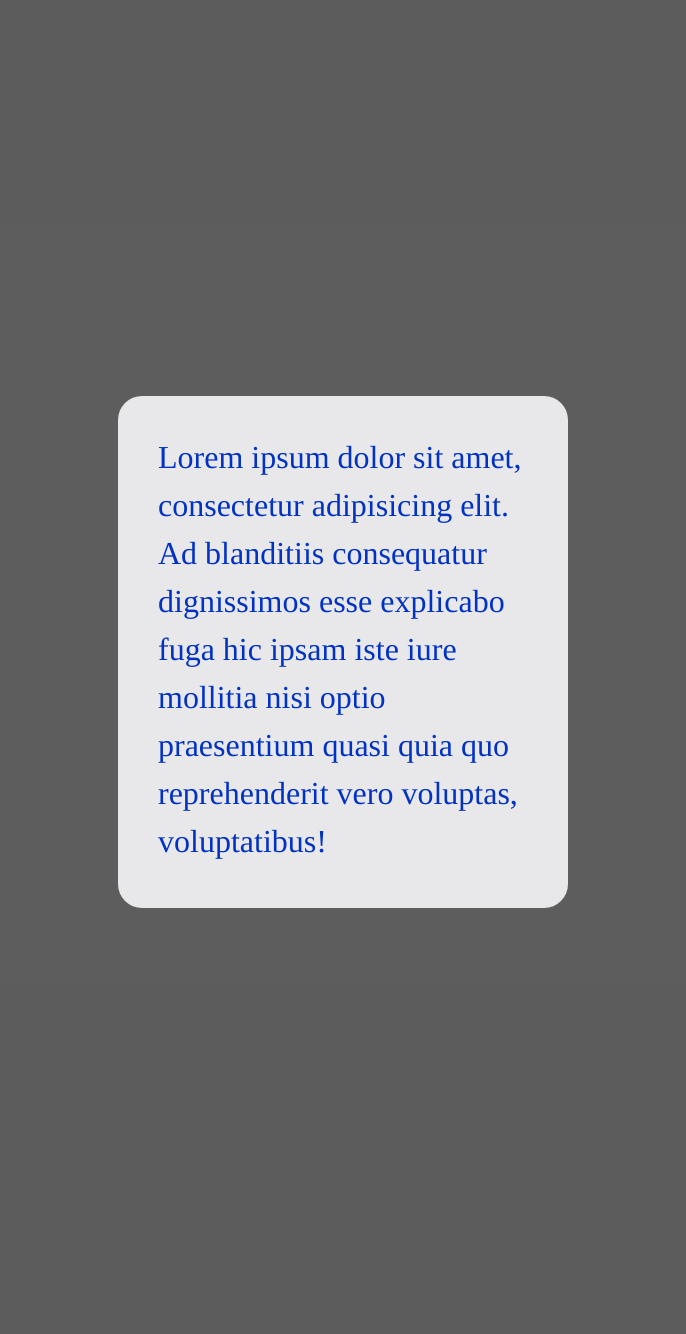 Lorem ipsum dolor sit amet,
consectetur adipisicing elit.
Ad blanditiis consequatur
dignissimos esse explicabo
fuga hic ipsam iste iure
mollitia nisi optio
praesentium quasi quia quo
reprehenderit vero voluptas,
voluptatibus!